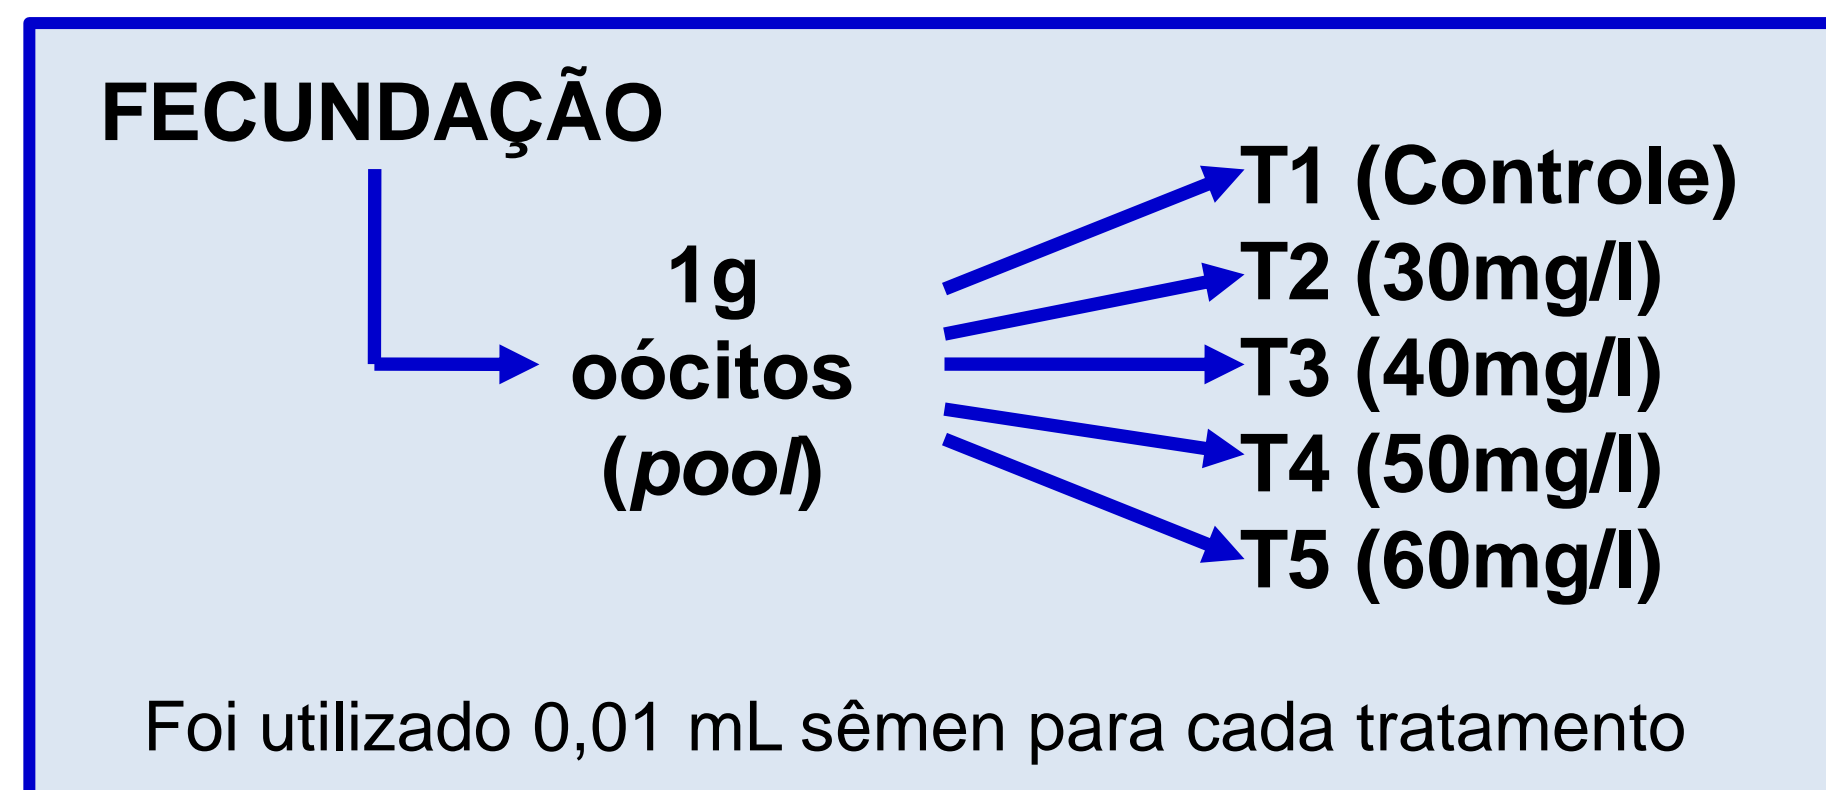 FECUNDAÇÃO
1g
oócitos
(pool)
T1 (Controle)
T2 (30mg/l)
T3 (40mg/l)
T4 (50mg/l)
T5 (60mg/l)
Foi utilizado 0,01 mL sêmen para cada tratamento